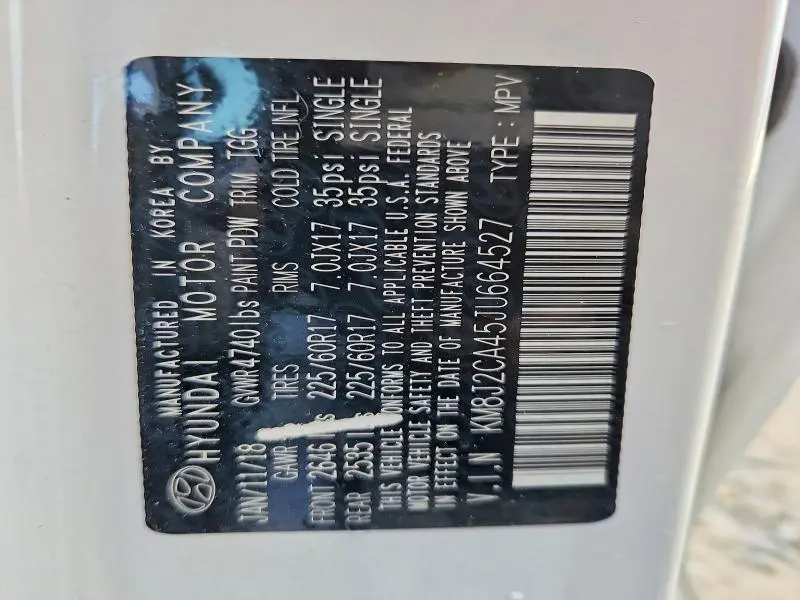 MANUFACTURED IN KOREA BY
HYUNDAI MOTOR COMPANY
JAN/11/18 GVWR 4740lbs PAINT PDW TRIM TGG
GAWR TIRES RIMS COLD TIRE INFL
FRONT 2646 225/60R17 7.0JX17 35psi SINGLE
REAR 2535 225/60R17 7.0JX17 35psi SINGLE
THIS VEHICLE CONFORMS TO ALL APPLICABLE U.S.A. FEDERAL
MOTOR VEHICLE SAFETY AND THEFT PREVENTION STANDARDS
IN EFFECT ON THE DATE OF MANUFACTURE SHOWN ABOVE
V.I.N KM8J2CA45JU664527 TYPE : MPV